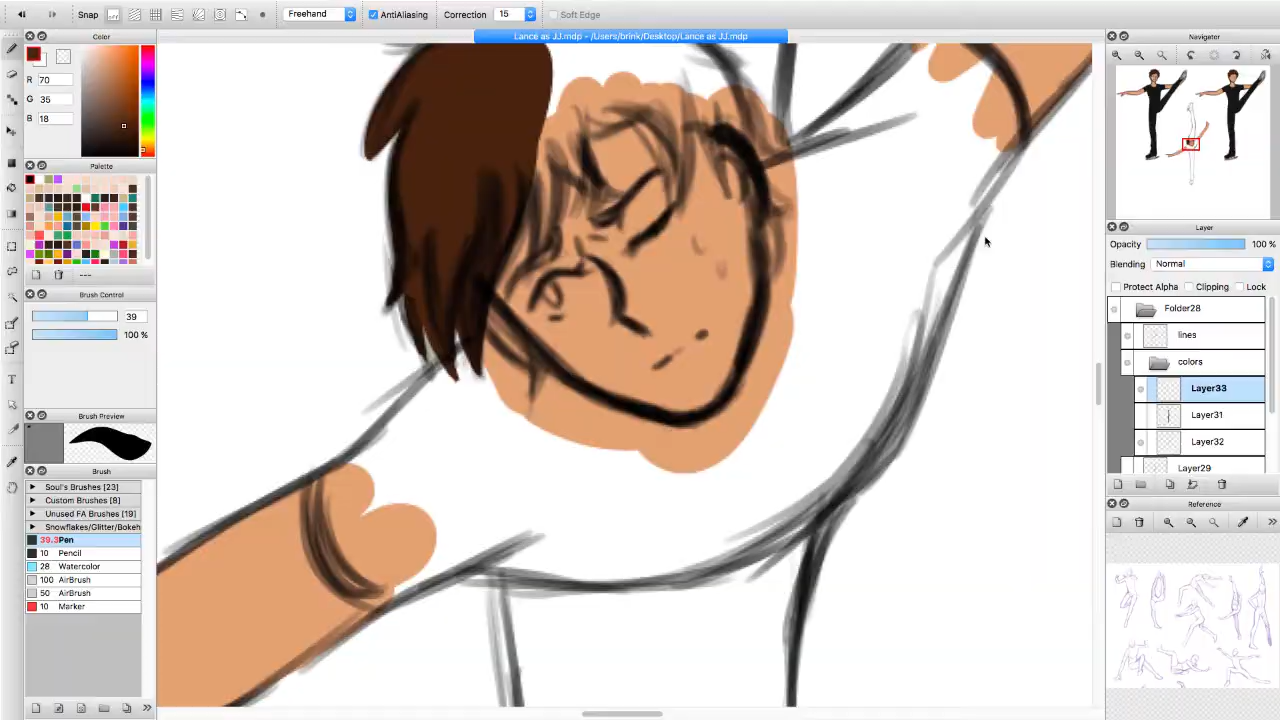 Snap
Freehand
AntiAliasing
Correction
15
Soft Edge
Lance as JJ.mdp - /Users/brink/Desktop/Lance as JJ.mdp
Color
R
70
G
35
B
18
Palette
---
Brush Control
39
100 %
Brush Preview
Brush
Soul's Brushes [23]
Custom Brushes [8]
Unused FA Brushes [19]
Snowflakes/Glitter/Bokeh
39.3 Pen
10 Pencil
28 Watercolor
100 AirBrush
50 AirBrush
10 Marker
Navigator
Layer
Opacity
100 %
Blending
Normal
Protect Alpha
Clipping
Lock
Folder28
lines
colors
Layer33
Layer31
Layer32
Layer29
Reference